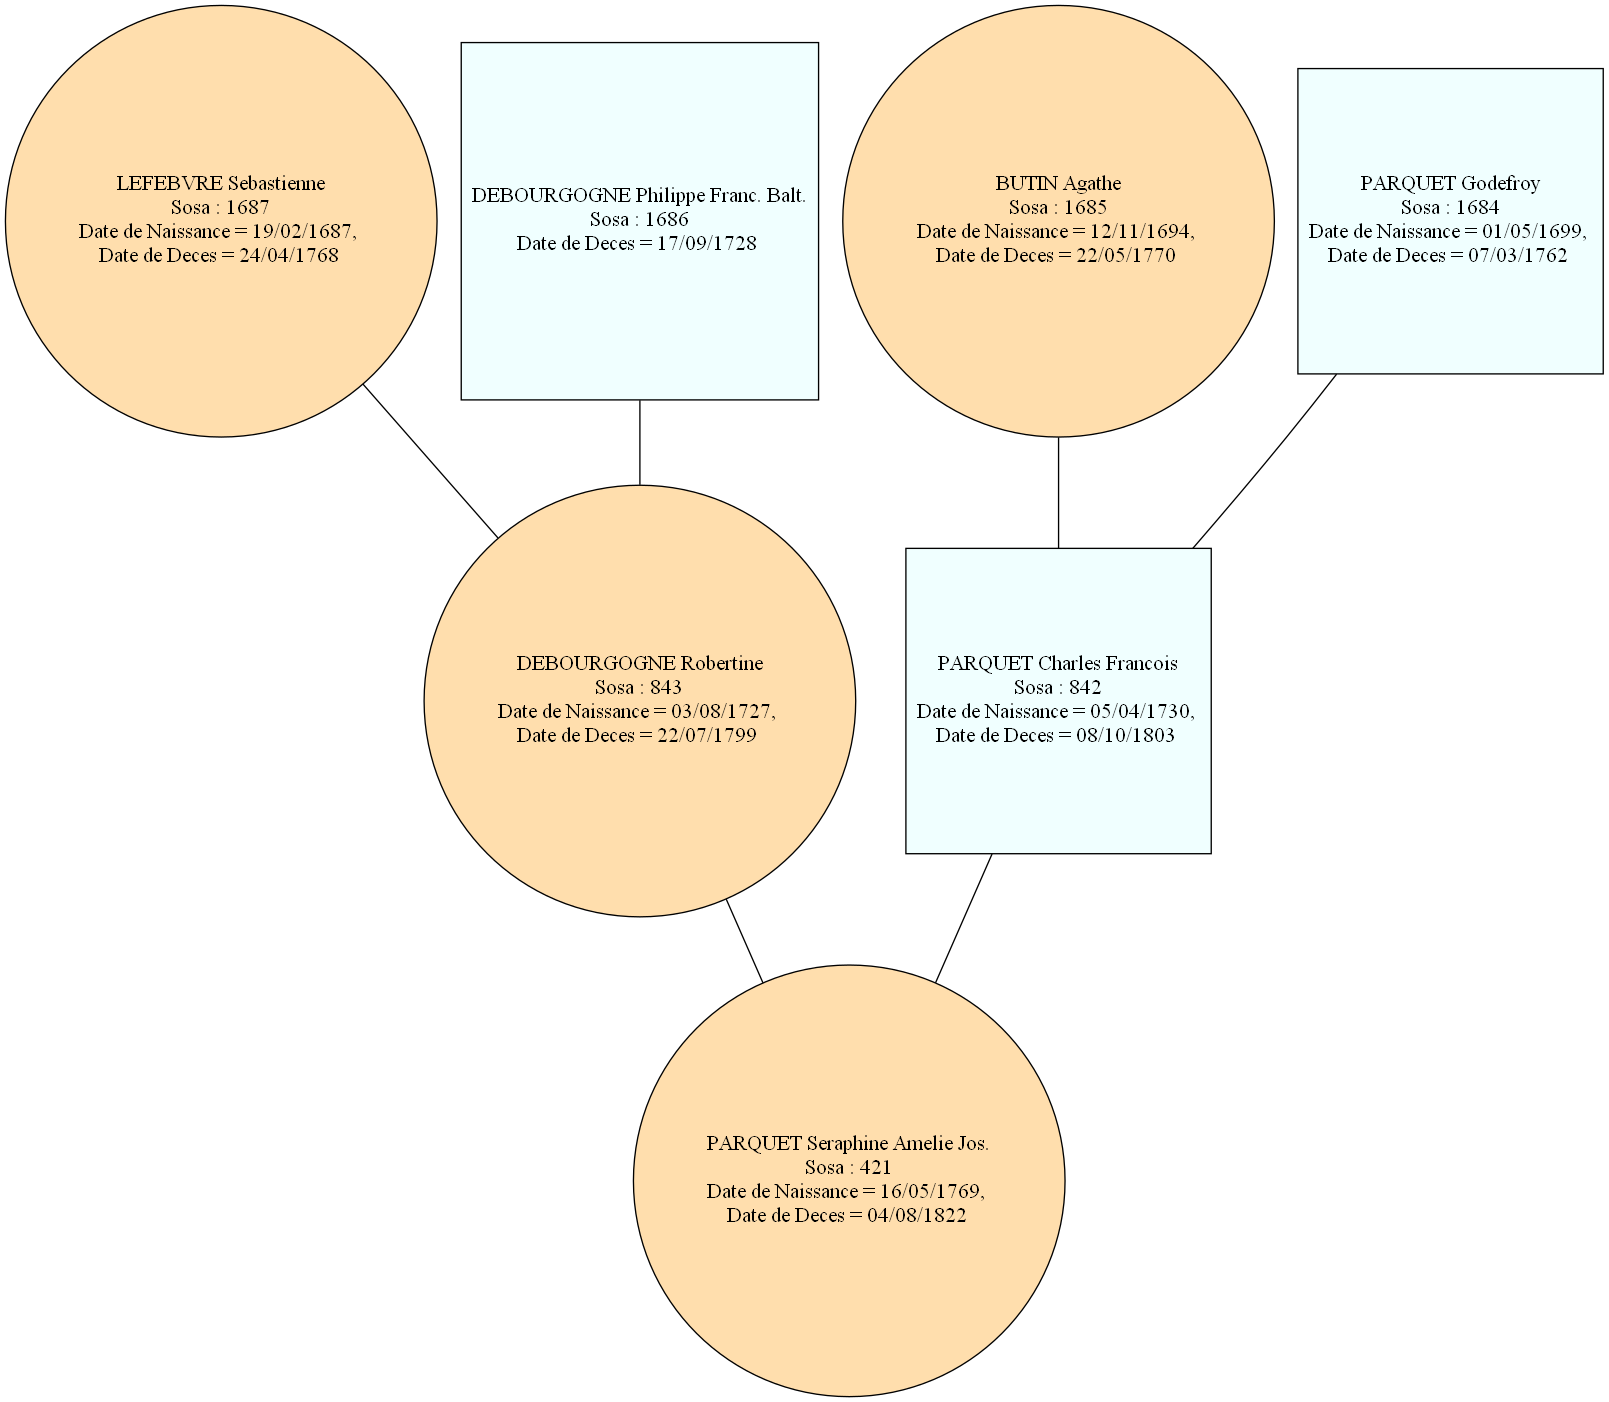 LEFEBVRE Sebastienne
Sosa : 1687
Date de Naissance = 19/02/1687,
Date de Deces = 24/04/1768
DEBOURGOGNE Philippe Franc. Balt.
Sosa : 1686
Date de Deces = 17/09/1728
BUTIN Agathe
Sosa : 1685
Date de Naissance = 12/11/1694,
Date de Deces = 22/05/1770
PARQUET Godefroy
Sosa : 1684
Date de Naissance = 01/05/1699,
Date de Deces = 07/03/1762
DEBOURGOGNE Robertine
Sosa : 843
Date de Naissance = 03/08/1727,
Date de Deces = 22/07/1799
PARQUET Charles Francois
Sosa : 842
Date de Naissance = 05/04/1730,
Date de Deces = 08/10/1803
PARQUET Seraphine Amelie Jos.
Sosa : 421
Date de Naissance = 16/05/1769,
Date de Deces = 04/08/1822